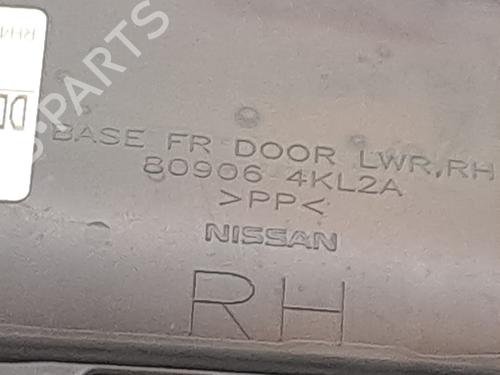 BASE FR DOOR LWR,RH
80906 4KL2A
>PP<
NISSAN
RH